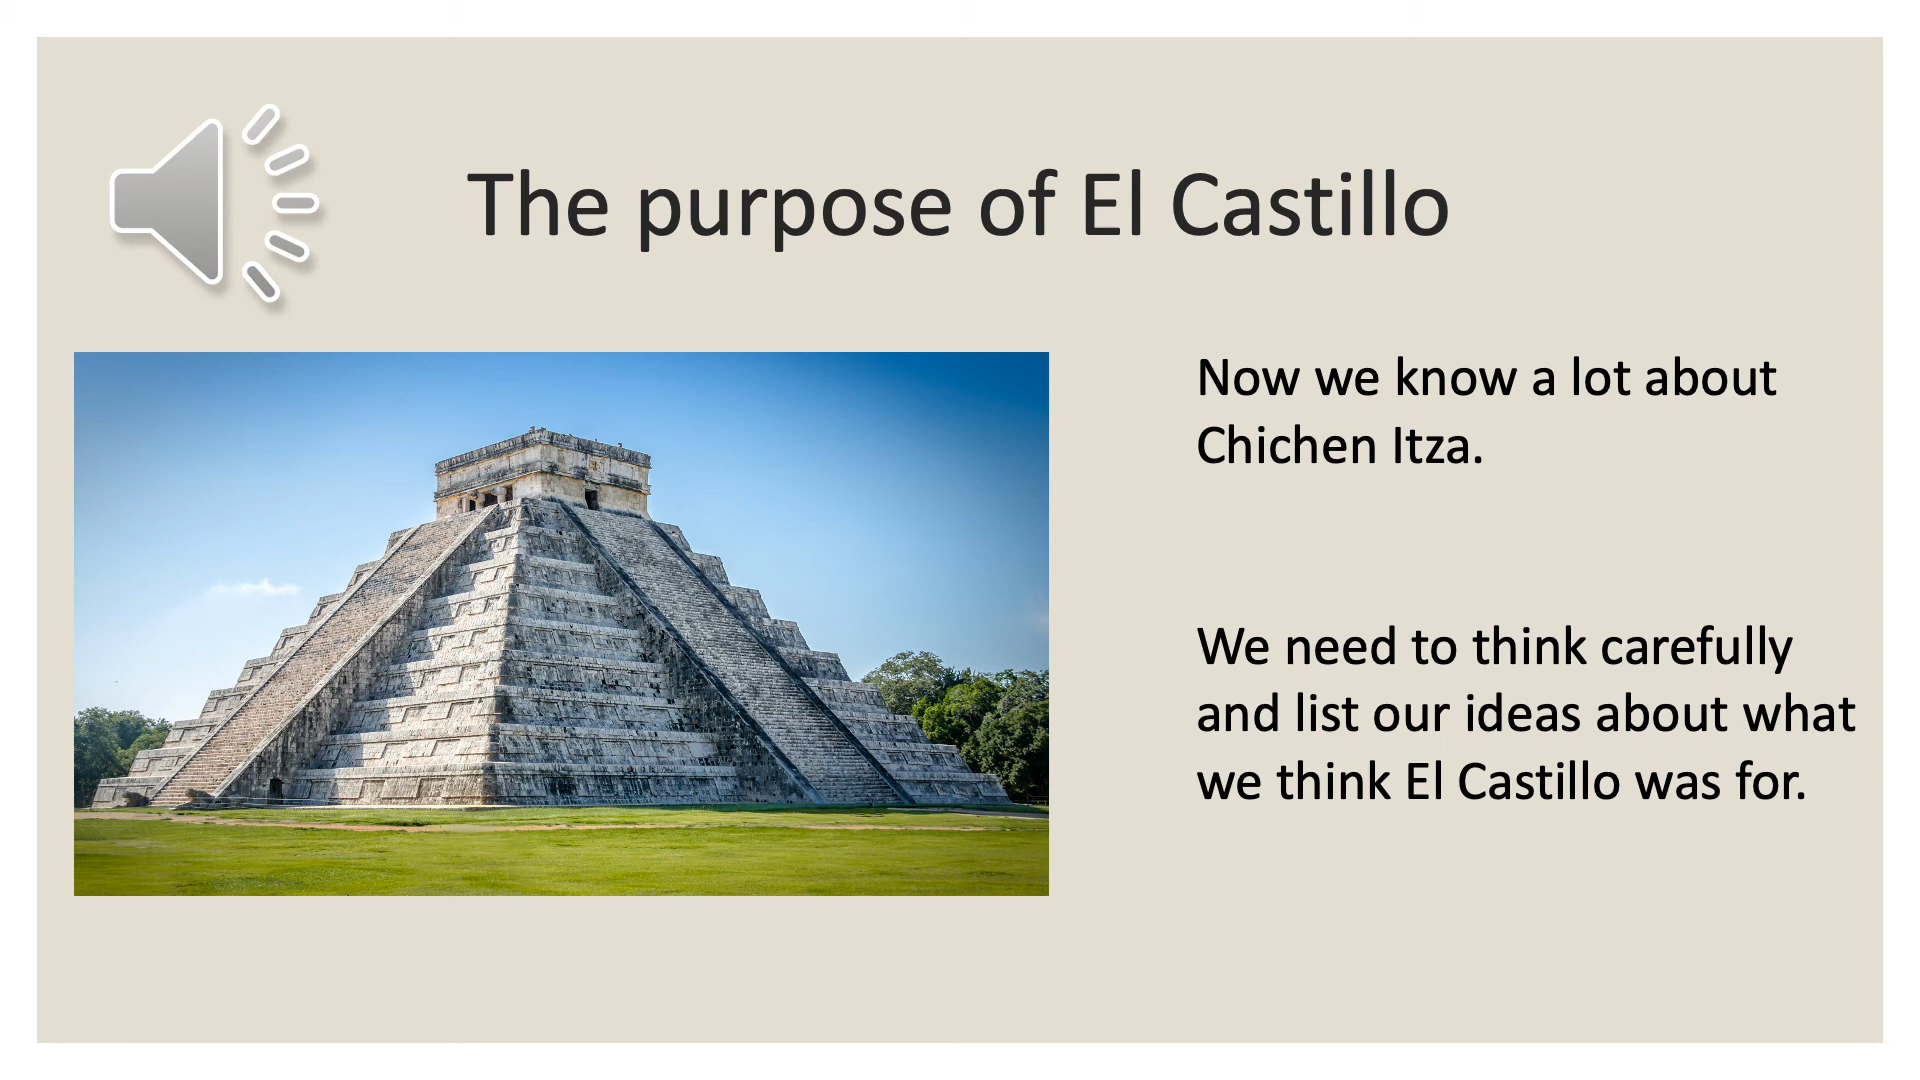 The purpose of El Castillo
Now we know a lot about
Chichen Itza.
We need to think carefully
and list our ideas about what
we think El Castillo was for.